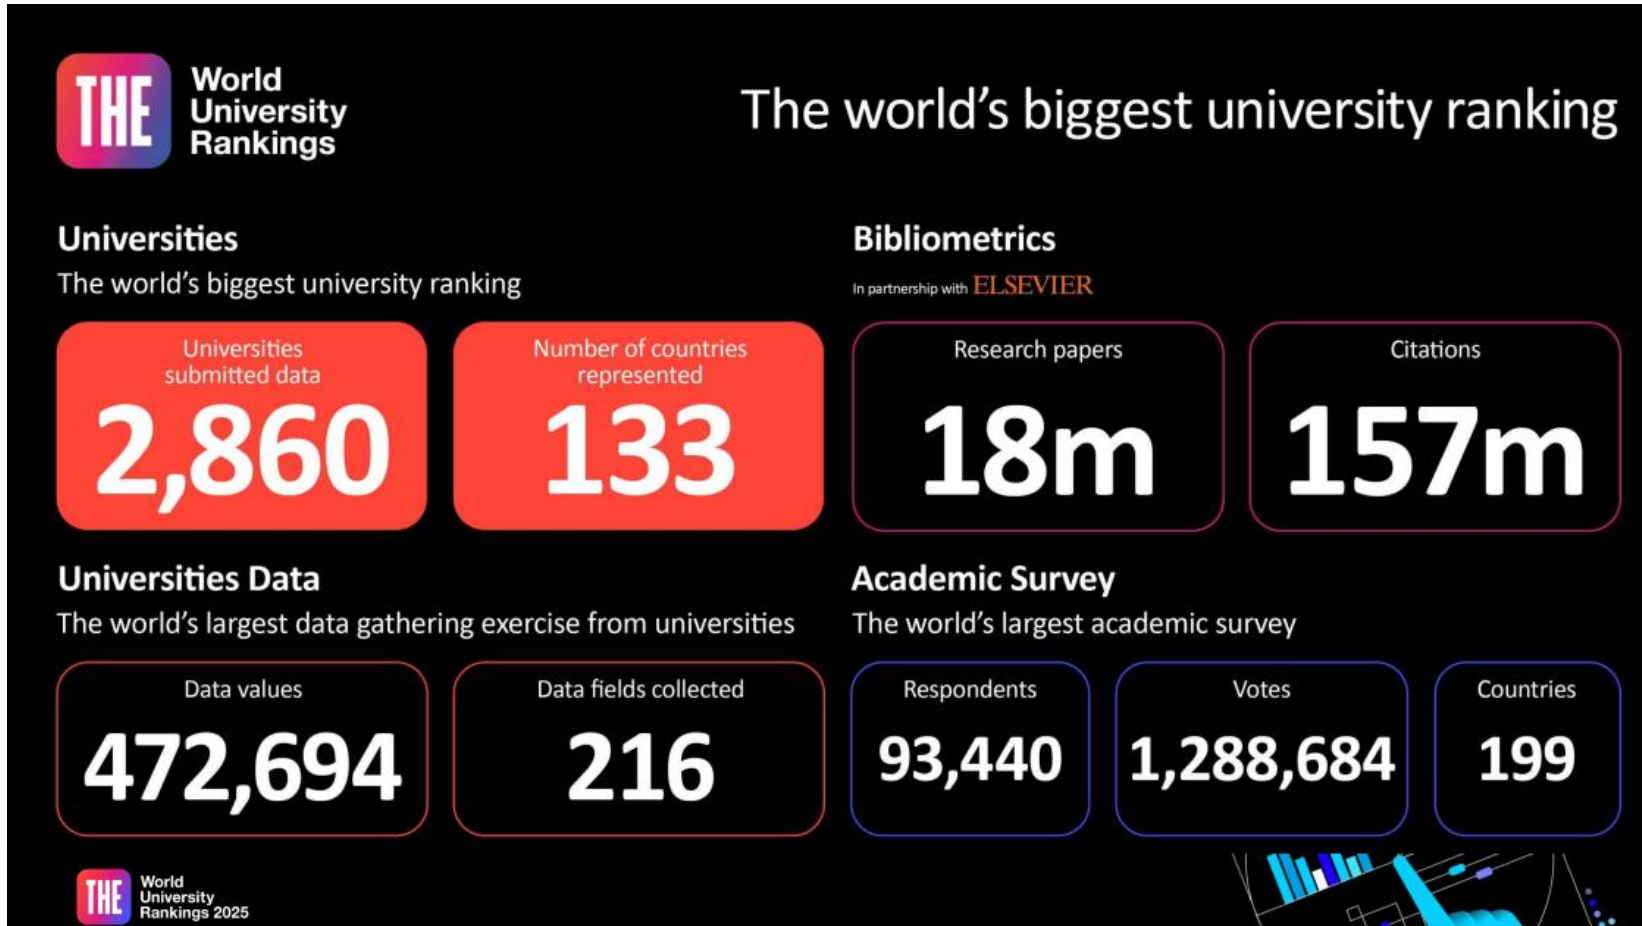 THE
World
University
Rankings
The world's biggest university ranking
Universities
The world's biggest university ranking
Universities
submitted data
2,860
Number of countries
represented
133
Bibliometrics
In partnership with ELSEVIER
Research papers
18m
Citations
157m
Universities Data
The world's largest data gathering exercise from universities
Data values
472,694
Data fields collected
216
Academic Survey
The world's largest academic survey
Respondents
93,440
Votes
1,288,684
Countries
199
THE
World
University
Rankings 2025